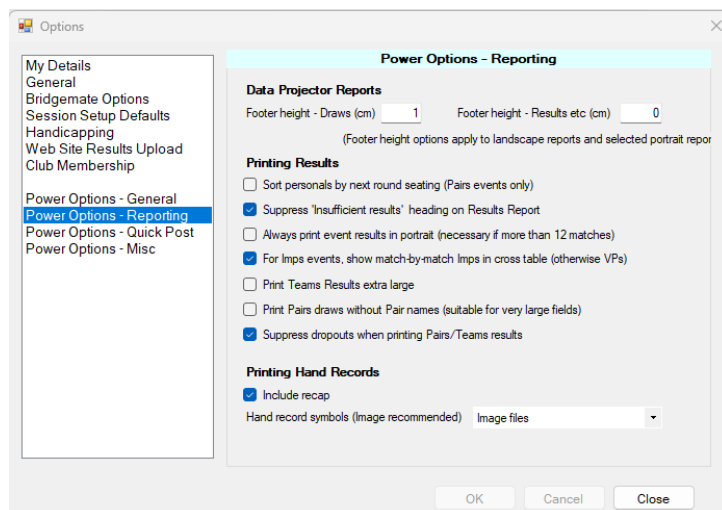 Options
My Details
General
Bridgemate Options
Session Setup Defaults
Handicapping
Web Site Results Upload
Club Membership
Power Options - General
Power Options - Reporting
Power Options - Quick Post
Power Options - Misc
Power Options - Reporting
Data Projector Reports
Footer height - Draws (cm) 1 Footer height - Results etc (cm) 0
(Footer height options apply to landscape reports and selected portrait repor
Printing Results
Sort personals by next round seating (Pairs events only)
Suppress 'Insufficient results' heading on Results Report
Always print event results in portrait (necessary if more than 12 matches)
For Imps events, show match-by-match Imps in cross table (otherwise VPs)
Print Teams Results extra large
Print Pairs draws without Pair names (suitable for very large fields)
Suppress dropouts when printing Pairs/Teams results
Printing Hand Records
Include recap
Hand record symbols (Image recommended) Image files
OK Cancel Close